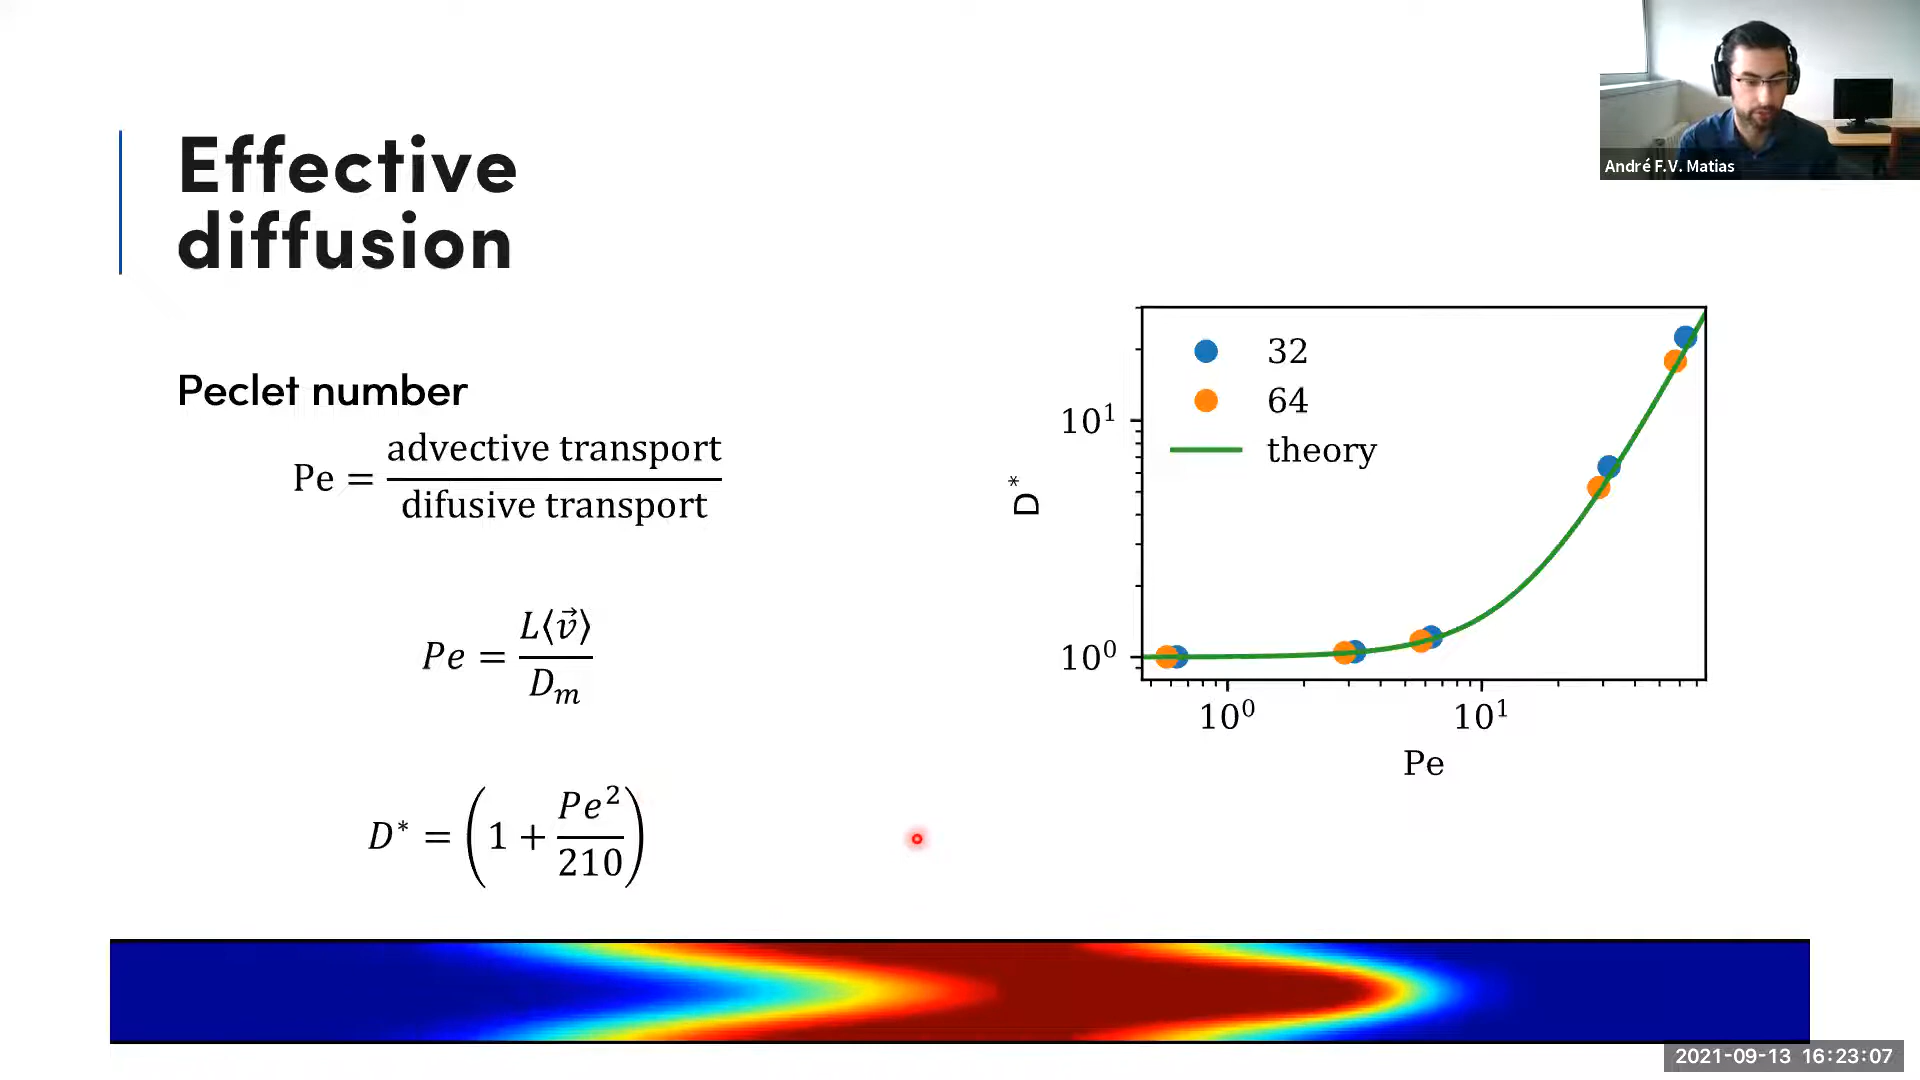 André F.V. Matias
Effective
diffusion
Peclet number
Pe = advective transport / difusive transport
Pe = L⟨v⃗⟩ / D_m
D* = (1 + Pe² / 210)
32
64
theory
10¹
10⁰
D*
10⁰ 10¹
Pe
2021-09-13 16:23:07